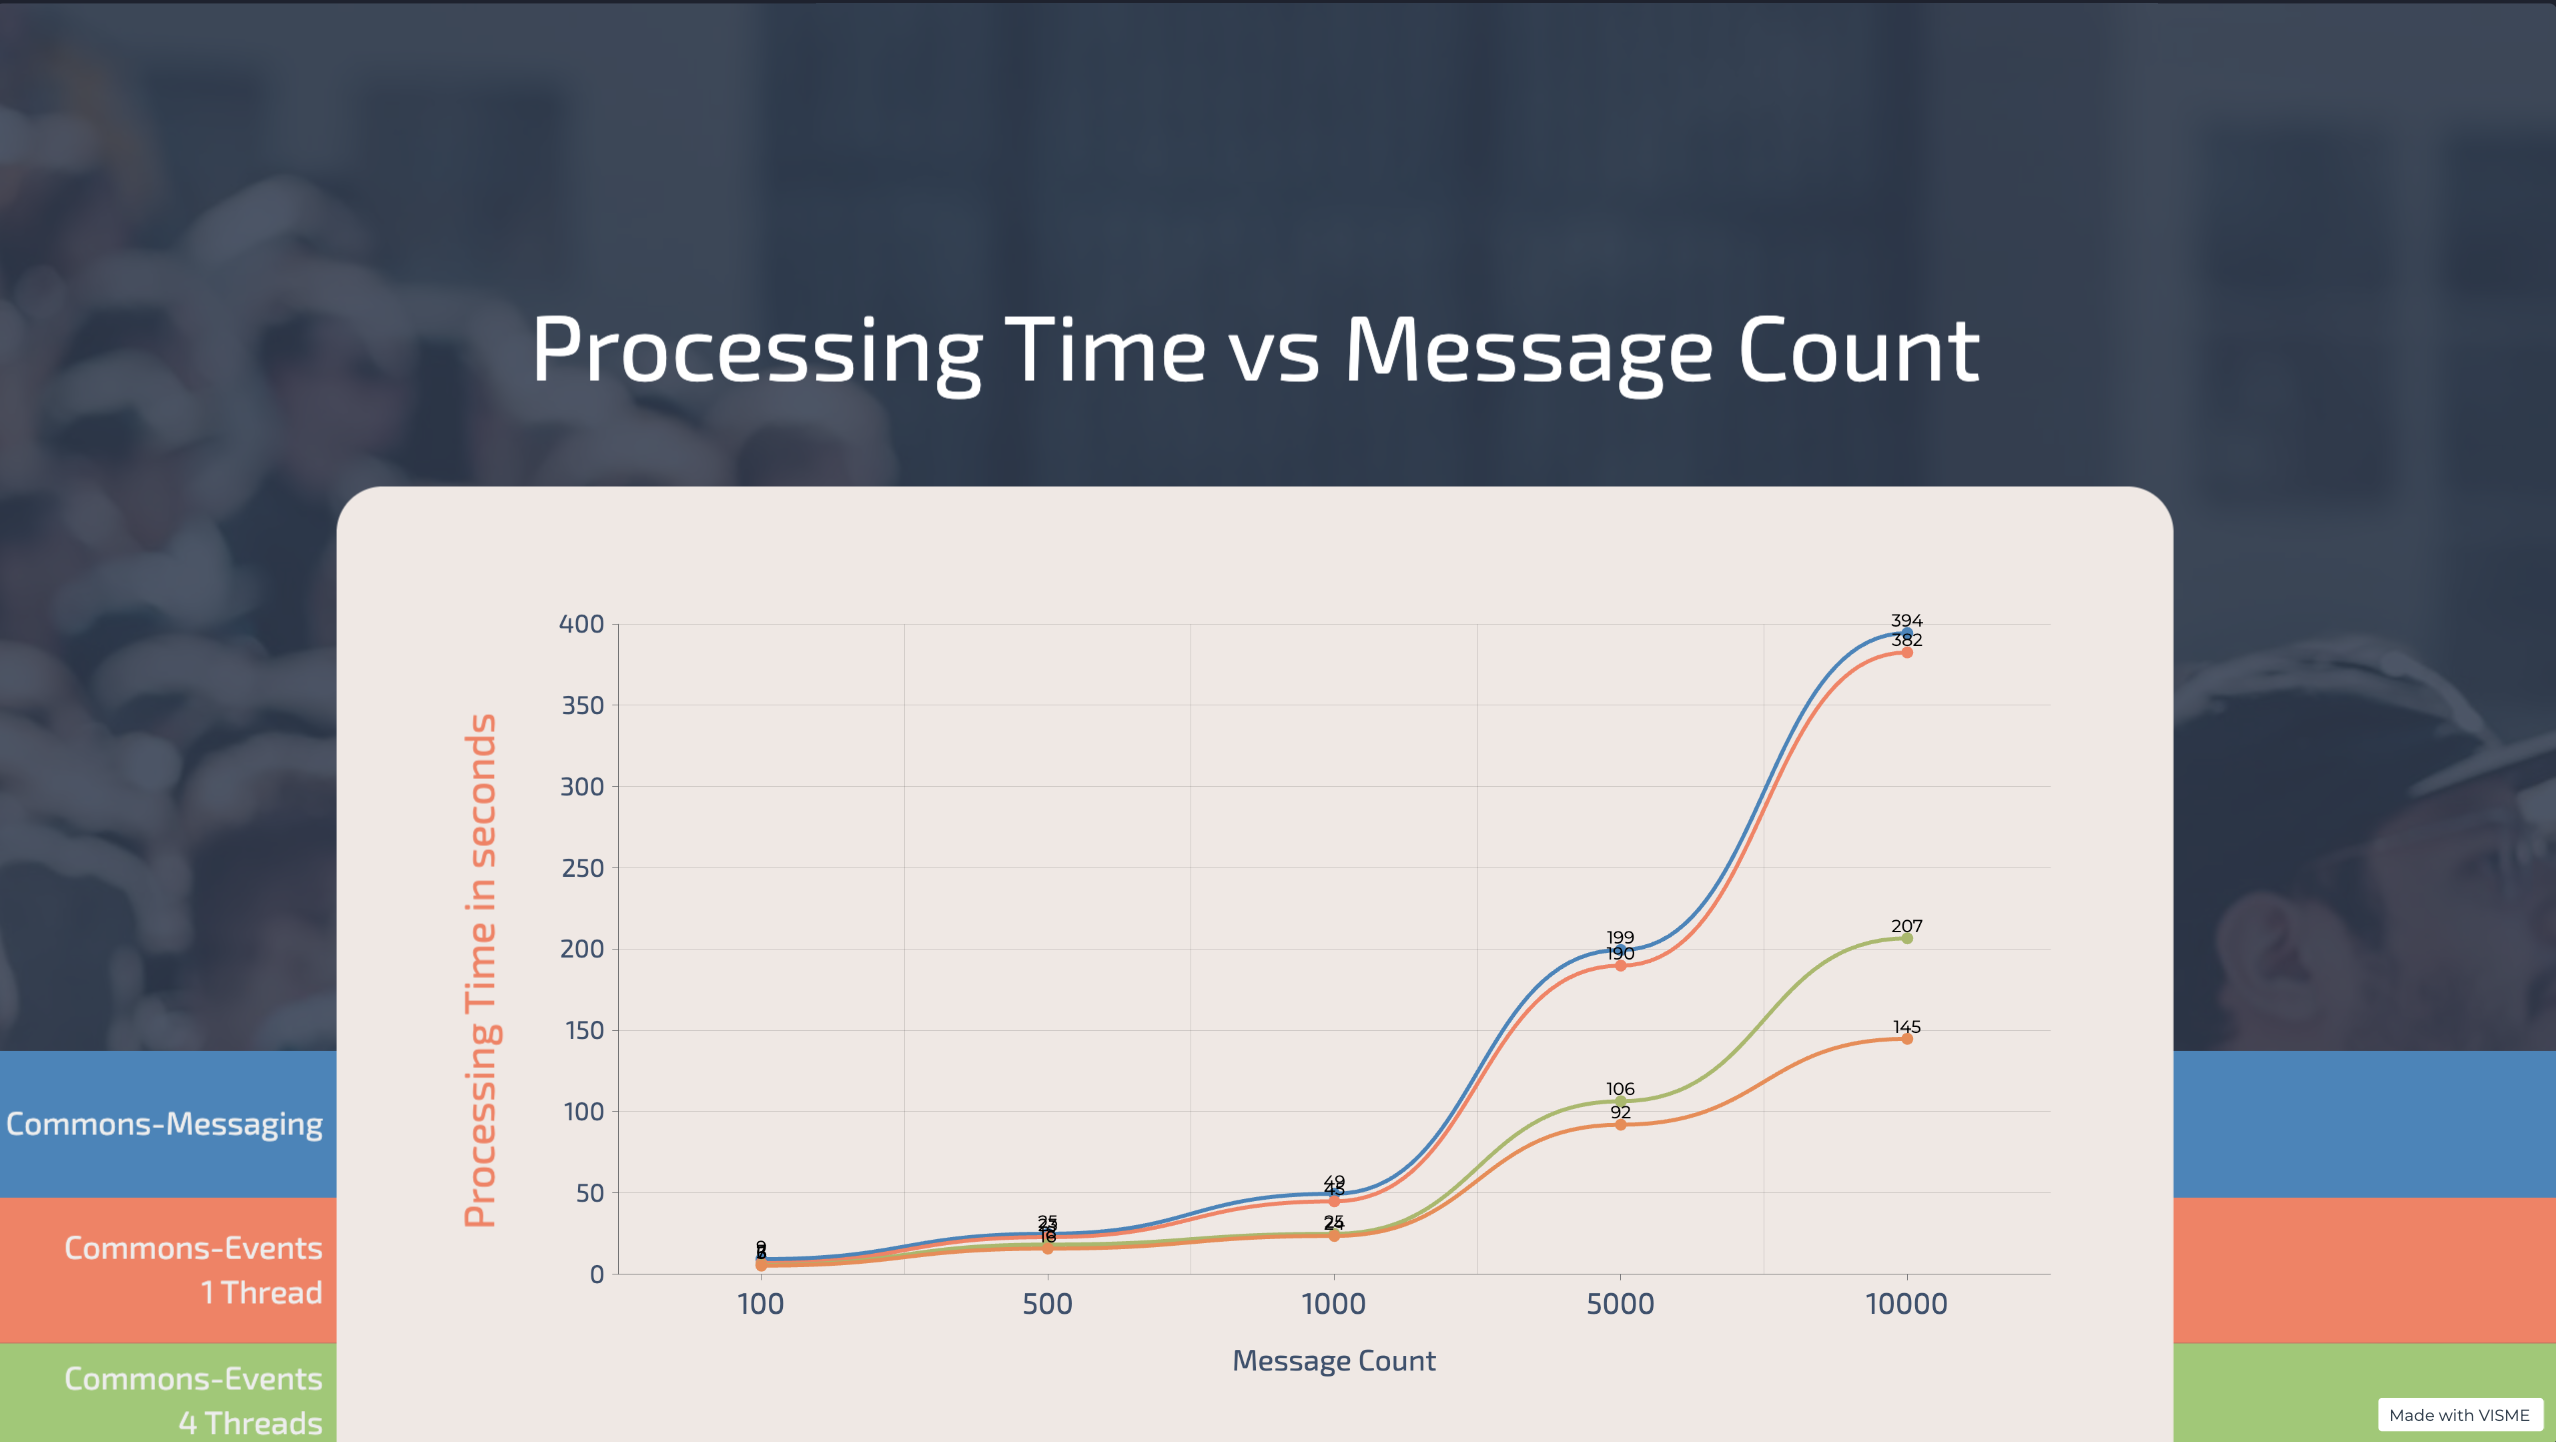 Processing Time vs Message Count
Processing Time in seconds
400
350
300
250
200
150
100
50
0
394
382
199
190
207
145
106
92
49
45
25
24
25
23
16
9
100 500 1000 5000 10000
Message Count
Commons-Messaging
Commons-Events
1 Thread
Commons-Events
4 Threads
Made with VISME